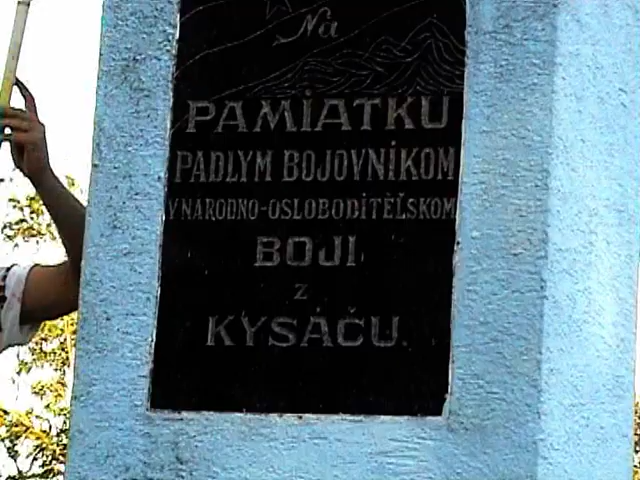 Na
PAMIATKU
PADLYM BOJOVNÍKOM
V NÁRODNO-OSLOBODITEĽSKOM
BOJI
Z
KYSÁČU.